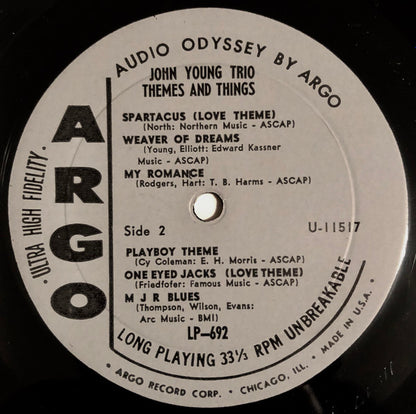 AUDIO ODYSSEY BY ARGO
JOHN YOUNG TRIO
THEMES AND THINGS
SPARTACUS (LOVE THEME)
(North: Northern Music - ASCAP)
WEAVER OF DREAMS
(Young, Elliott: Edward Kassner
Music - ASCAP)
MY ROMANCE
(Rodgers, Hart: T. B. Harms - ASCAP)
Side 2
U-11517
PLAYBOY THEME
(Cy Coleman: E. H. Morris - ASCAP)
ONE EYED JACKS (LOVE THEME)
(Friedfofer: Famous Music - ASCAP)
M J R BLUES
(Thompson, Wilson, Evans:
Arc Music - BMI)
LP-692
LONG PLAYING 33⅓ RPM UNBREAKABLE
ARGO
· ULTRA HIGH FIDELITY ·
· ARGO RECORD CORP. · CHICAGO, ILL. · MADE IN U.S.A. ·